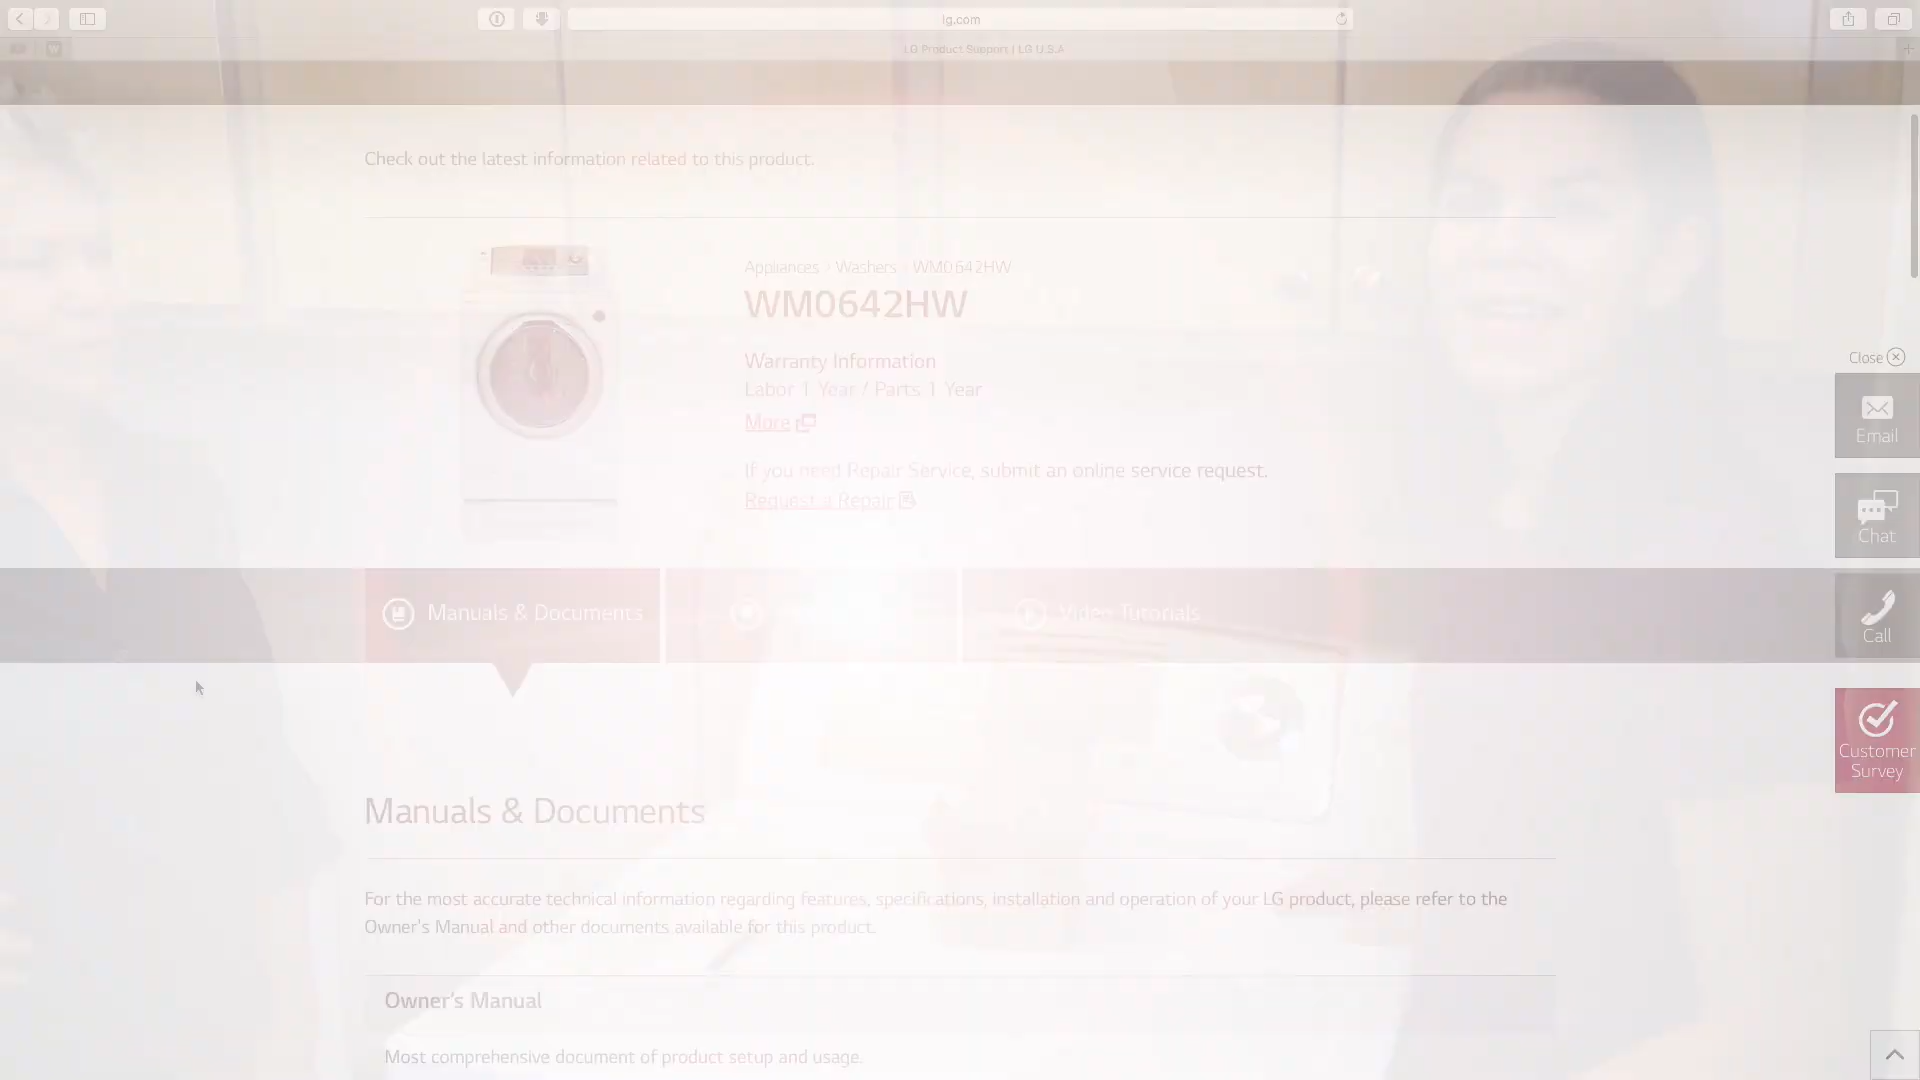 lg.com
LG Product Support | LG U.S.A
Check out the latest information related to this product.
Appliances > Washers > WM0642HW
WM0642HW
Warranty Information
Labor 1 Year / Parts 1 Year
More
If you need Repair Service, submit an online service request.
Request a Repair
Close
Email
Chat
Call
Customer
Survey
Manuals & Documents
Video Tutorials
Manuals & Documents
For the most accurate technical information regarding features, specifications, installation and operation of your LG product, please refer to the
Owner's Manual and other documents available for this product.
Owner's Manual
Most comprehensive document of product setup and usage.